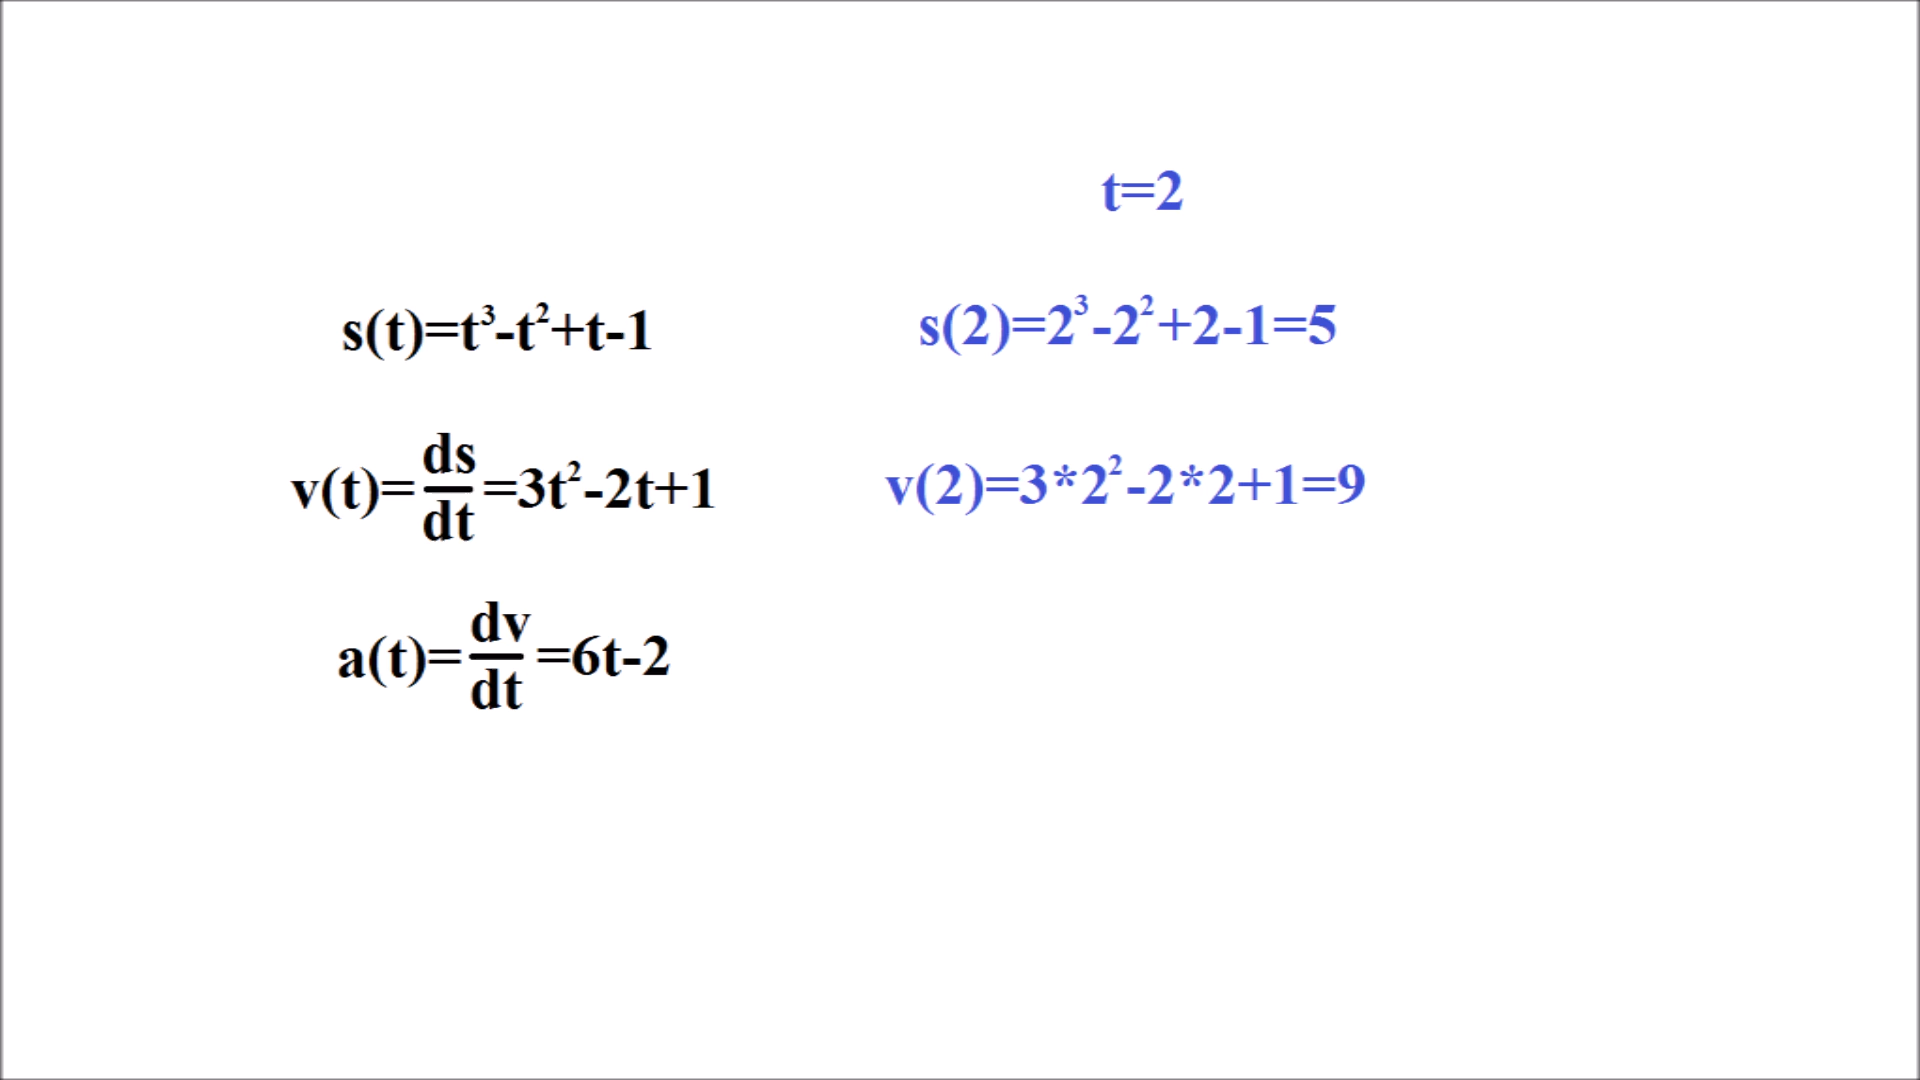 t=2
s(t)=t³-t²+t-1
s(2)=2³-2²+2-1=5
v(t)=ds/dt=3t²-2t+1
v(2)=3*2²-2*2+1=9
a(t)=dv/dt=6t-2